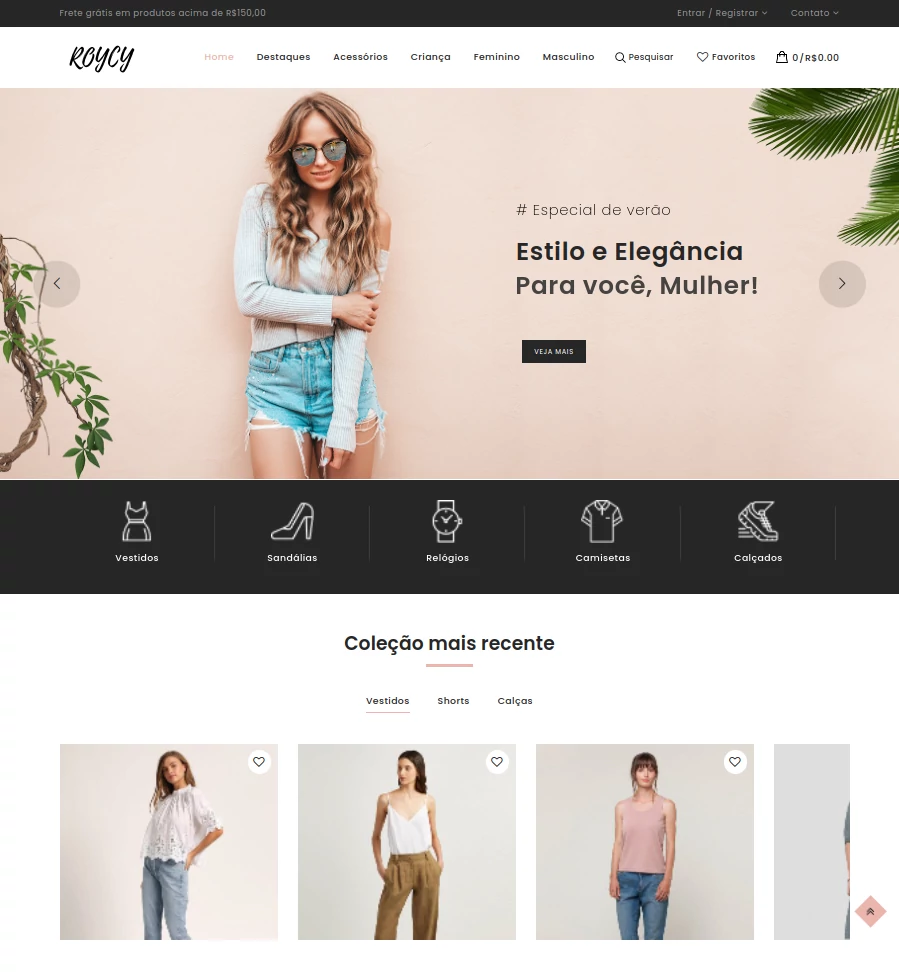 Frete grátis em produtos acima de R$150,00
Entrar / Registrar
Contato
ROYCY
Home
Destaques
Acessórios
Criança
Feminino
Masculino
Pesquisar
Favoritos
0/R$0.00
# Especial de verão
Estilo e Elegância
Para você, Mulher!
VEJA MAIS
Vestidos
Sandálias
Relógios
Camisetas
Calçados
Coleção mais recente
Vestidos
Shorts
Calças